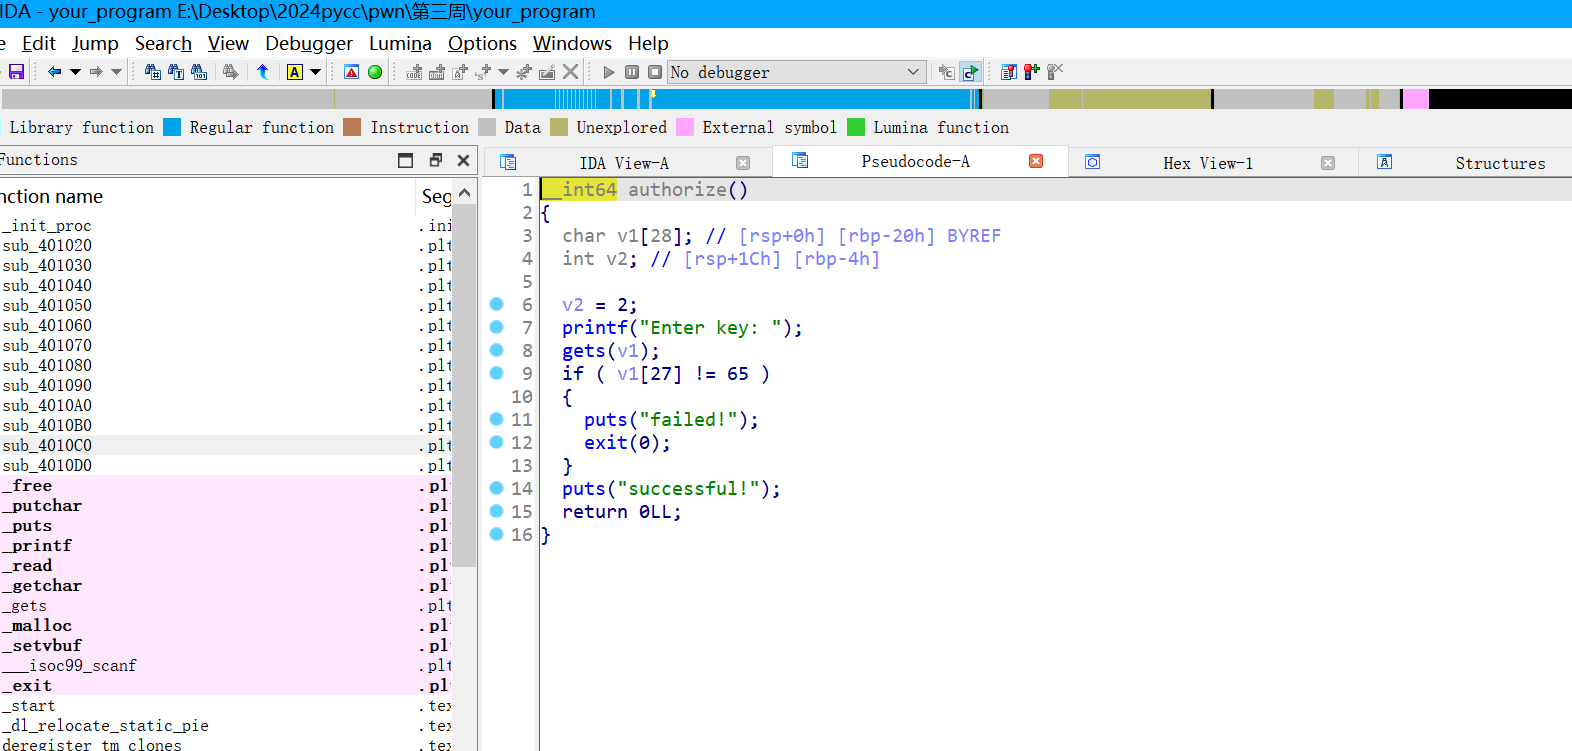 IDA - your_program E:\Desktop\2024pycc\pwn\第三周\your_program
e Edit Jump Search View Debugger Lumina Options Windows Help
No debugger
Library function Regular function Instruction Data Unexplored External symbol Lumina function
Functions
IDA View-A Pseudocode-A Hex View-1 Structures
nction name Seg
_init_proc .ini
sub_401020 .plt
sub_401030 .plt
sub_401040 .plt
sub_401050 .plt
sub_401060 .plt
sub_401070 .plt
sub_401080 .plt
sub_401090 .plt
sub_4010A0 .plt
sub_4010B0 .plt
sub_4010C0 .plt
sub_4010D0 .plt
_free .pl
_putchar .pl
_puts .pl
_printf .pl
_read .pl
_getchar .pl
_gets .plt
_malloc .pl
_setvbuf .pl
___isoc99_scanf .plt
_exit .pl
_start .tex
_dl_relocate_static_pie .tex
deregister_tm_clones .tex
1 __int64 authorize()
2 {
3 char v1[28]; // [rsp+0h] [rbp-20h] BYREF
4 int v2; // [rsp+1Ch] [rbp-4h]
5
6 v2 = 2;
7 printf("Enter key: ");
8 gets(v1);
9 if ( v1[27] != 65 )
10 {
11 puts("failed!");
12 exit(0);
13 }
14 puts("successful!");
15 return 0LL;
16 }